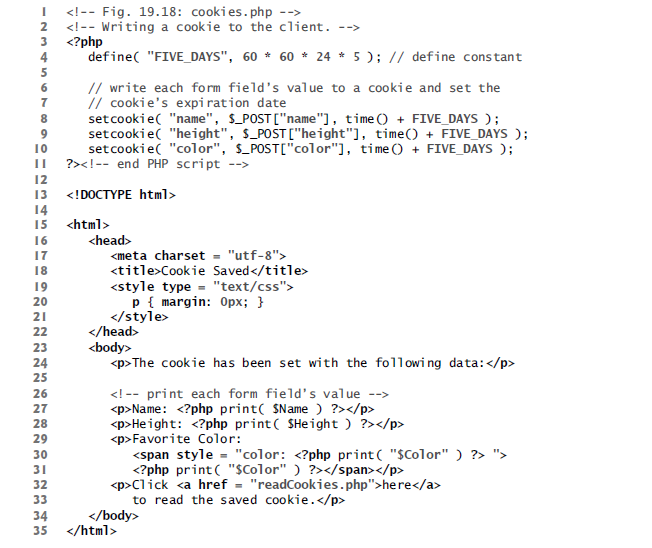 1 <!-- Fig. 19.18: cookies.php -->
2 <!-- Writing a cookie to the client. -->
3 <?php
4 define( "FIVE_DAYS", 60 * 60 * 24 * 5 ); // define constant
5
6 // write each form field's value to a cookie and set the
7 // cookie's expiration date
8 setcookie( "name", $_POST["name"], time() + FIVE_DAYS );
9 setcookie( "height", $_POST["height"], time() + FIVE_DAYS );
10 setcookie( "color", $_POST["color"], time() + FIVE_DAYS );
11 ?><!-- end PHP script -->
12
13 <!DOCTYPE html>
14
15 <html>
16 <head>
17 <meta charset = "utf-8">
18 <title>Cookie Saved</title>
19 <style type = "text/css">
20 p { margin: 0px; }
21 </style>
22 </head>
23 <body>
24 <p>The cookie has been set with the following data:</p>
25
26 <!-- print each form field's value -->
27 <p>Name: <?php print( $Name ) ?></p>
28 <p>Height: <?php print( $Height ) ?></p>
29 <p>Favorite Color:
30 <span style = "color: <?php print( "$Color" ) ?> ">
31 <?php print( "$Color" ) ?></span></p>
32 <p>Click <a href = "readCookies.php">here</a>
33 to read the saved cookie.</p>
34 </body>
35 </html>